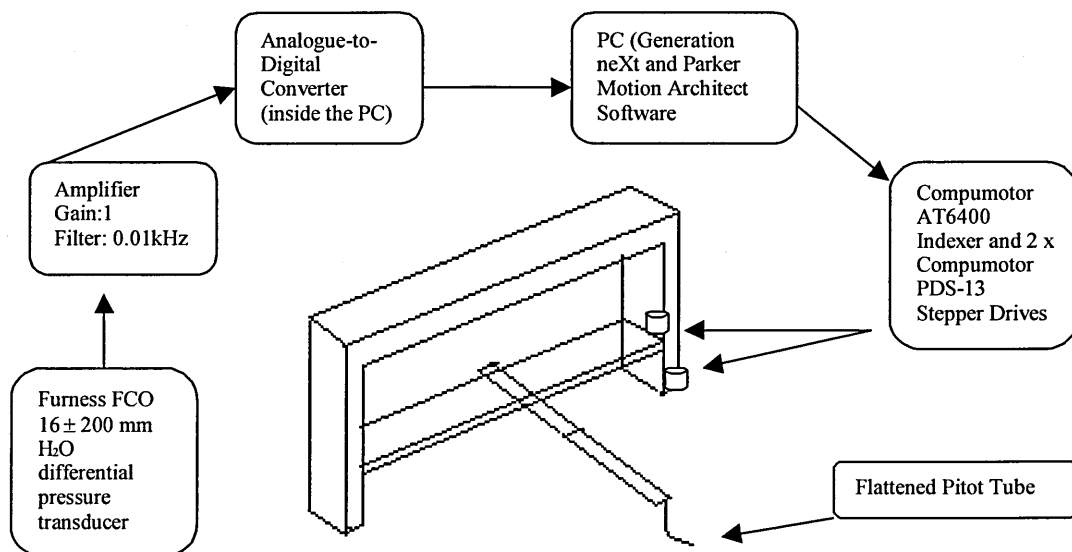 Analogue-to-
Digital
Converter
(inside the PC)
PC (Generation
neXt and Parker
Motion Architect
Software
Amplifier
Gain:1
Filter: 0.01kHz
Compumotor
AT6400
Indexer and 2 x
Compumotor
PDS-13
Stepper Drives
Furness FCO
16 ± 200 mm
H₂O
differential
pressure
transducer
Flattened Pitot Tube